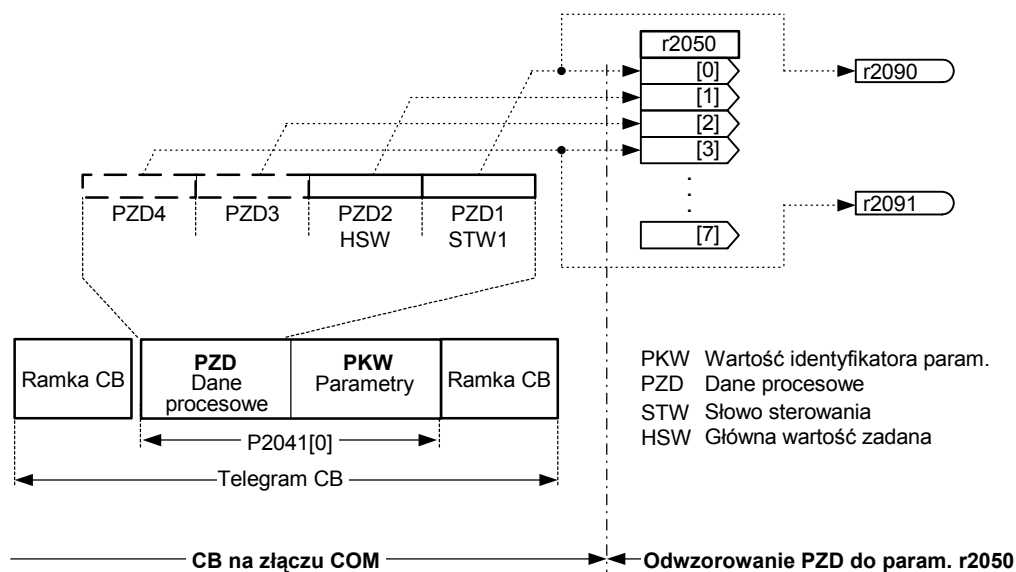 r2050
[0]
r2090
[1]
[2]
[3]
PZD4 PZD3 PZD2 PZD1
HSW STW1
r2091
[7]
Ramka CB
PZD
Dane
procesowe
PKW
Parametry
Ramka CB
P2041[0]
Telegram CB
PKW Wartość identyfikatora param.
PZD Dane procesowe
STW Słowo sterowania
HSW Główna wartość zadana
CB na złączu COM
Odwzorowanie PZD do param. r2050